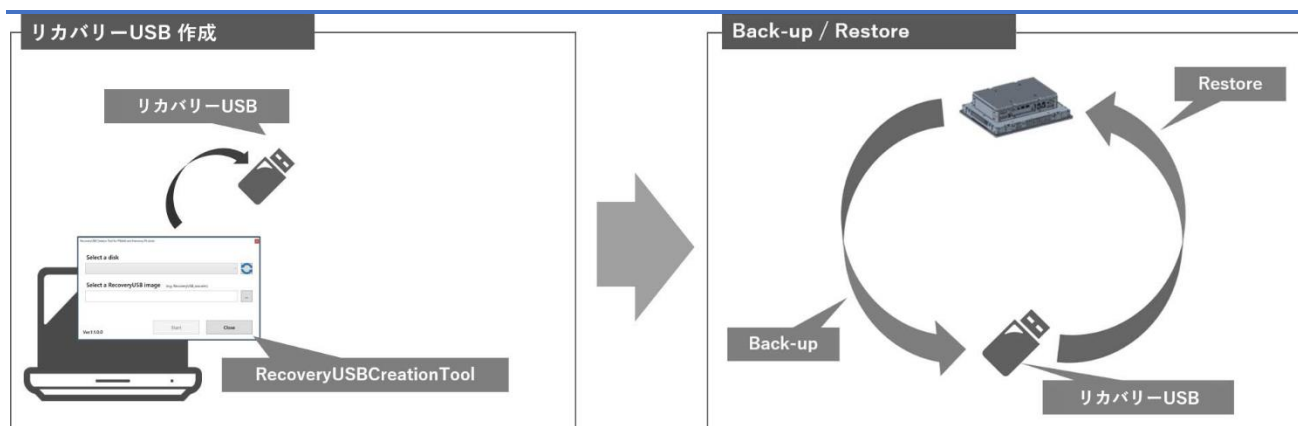 リカバリーUSB 作成
リカバリーUSB
Select a disk
Select a RecoveryUSB image
...
Start
Close
RecoveryUSBCreationTool
Back-up / Restore
Restore
Back-up
リカバリーUSB